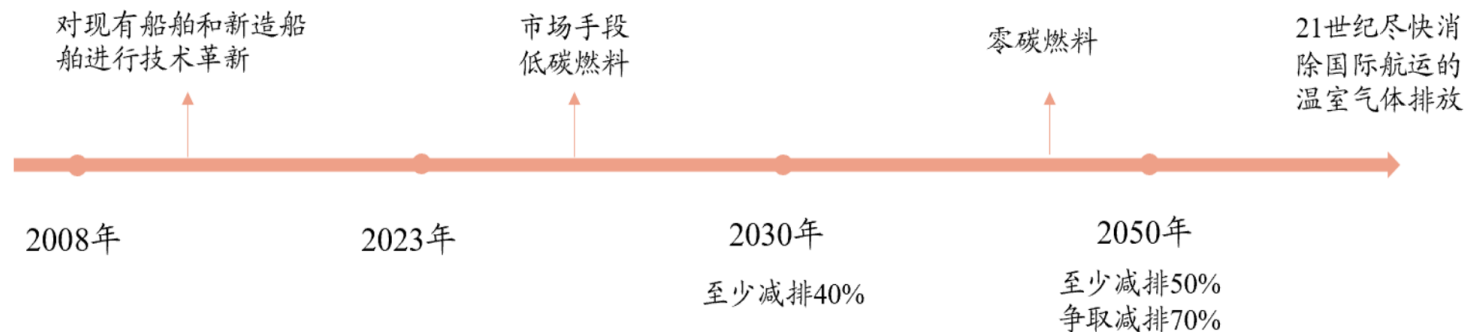 对现有船舶和新造船
舶进行技术革新
市场手段
低碳燃料
零碳燃料
21世纪尽快消
除国际航运的
温室气体排放
2008年
2023年
2030年
2050年
至少减排40%
至少减排50%
争取减排70%